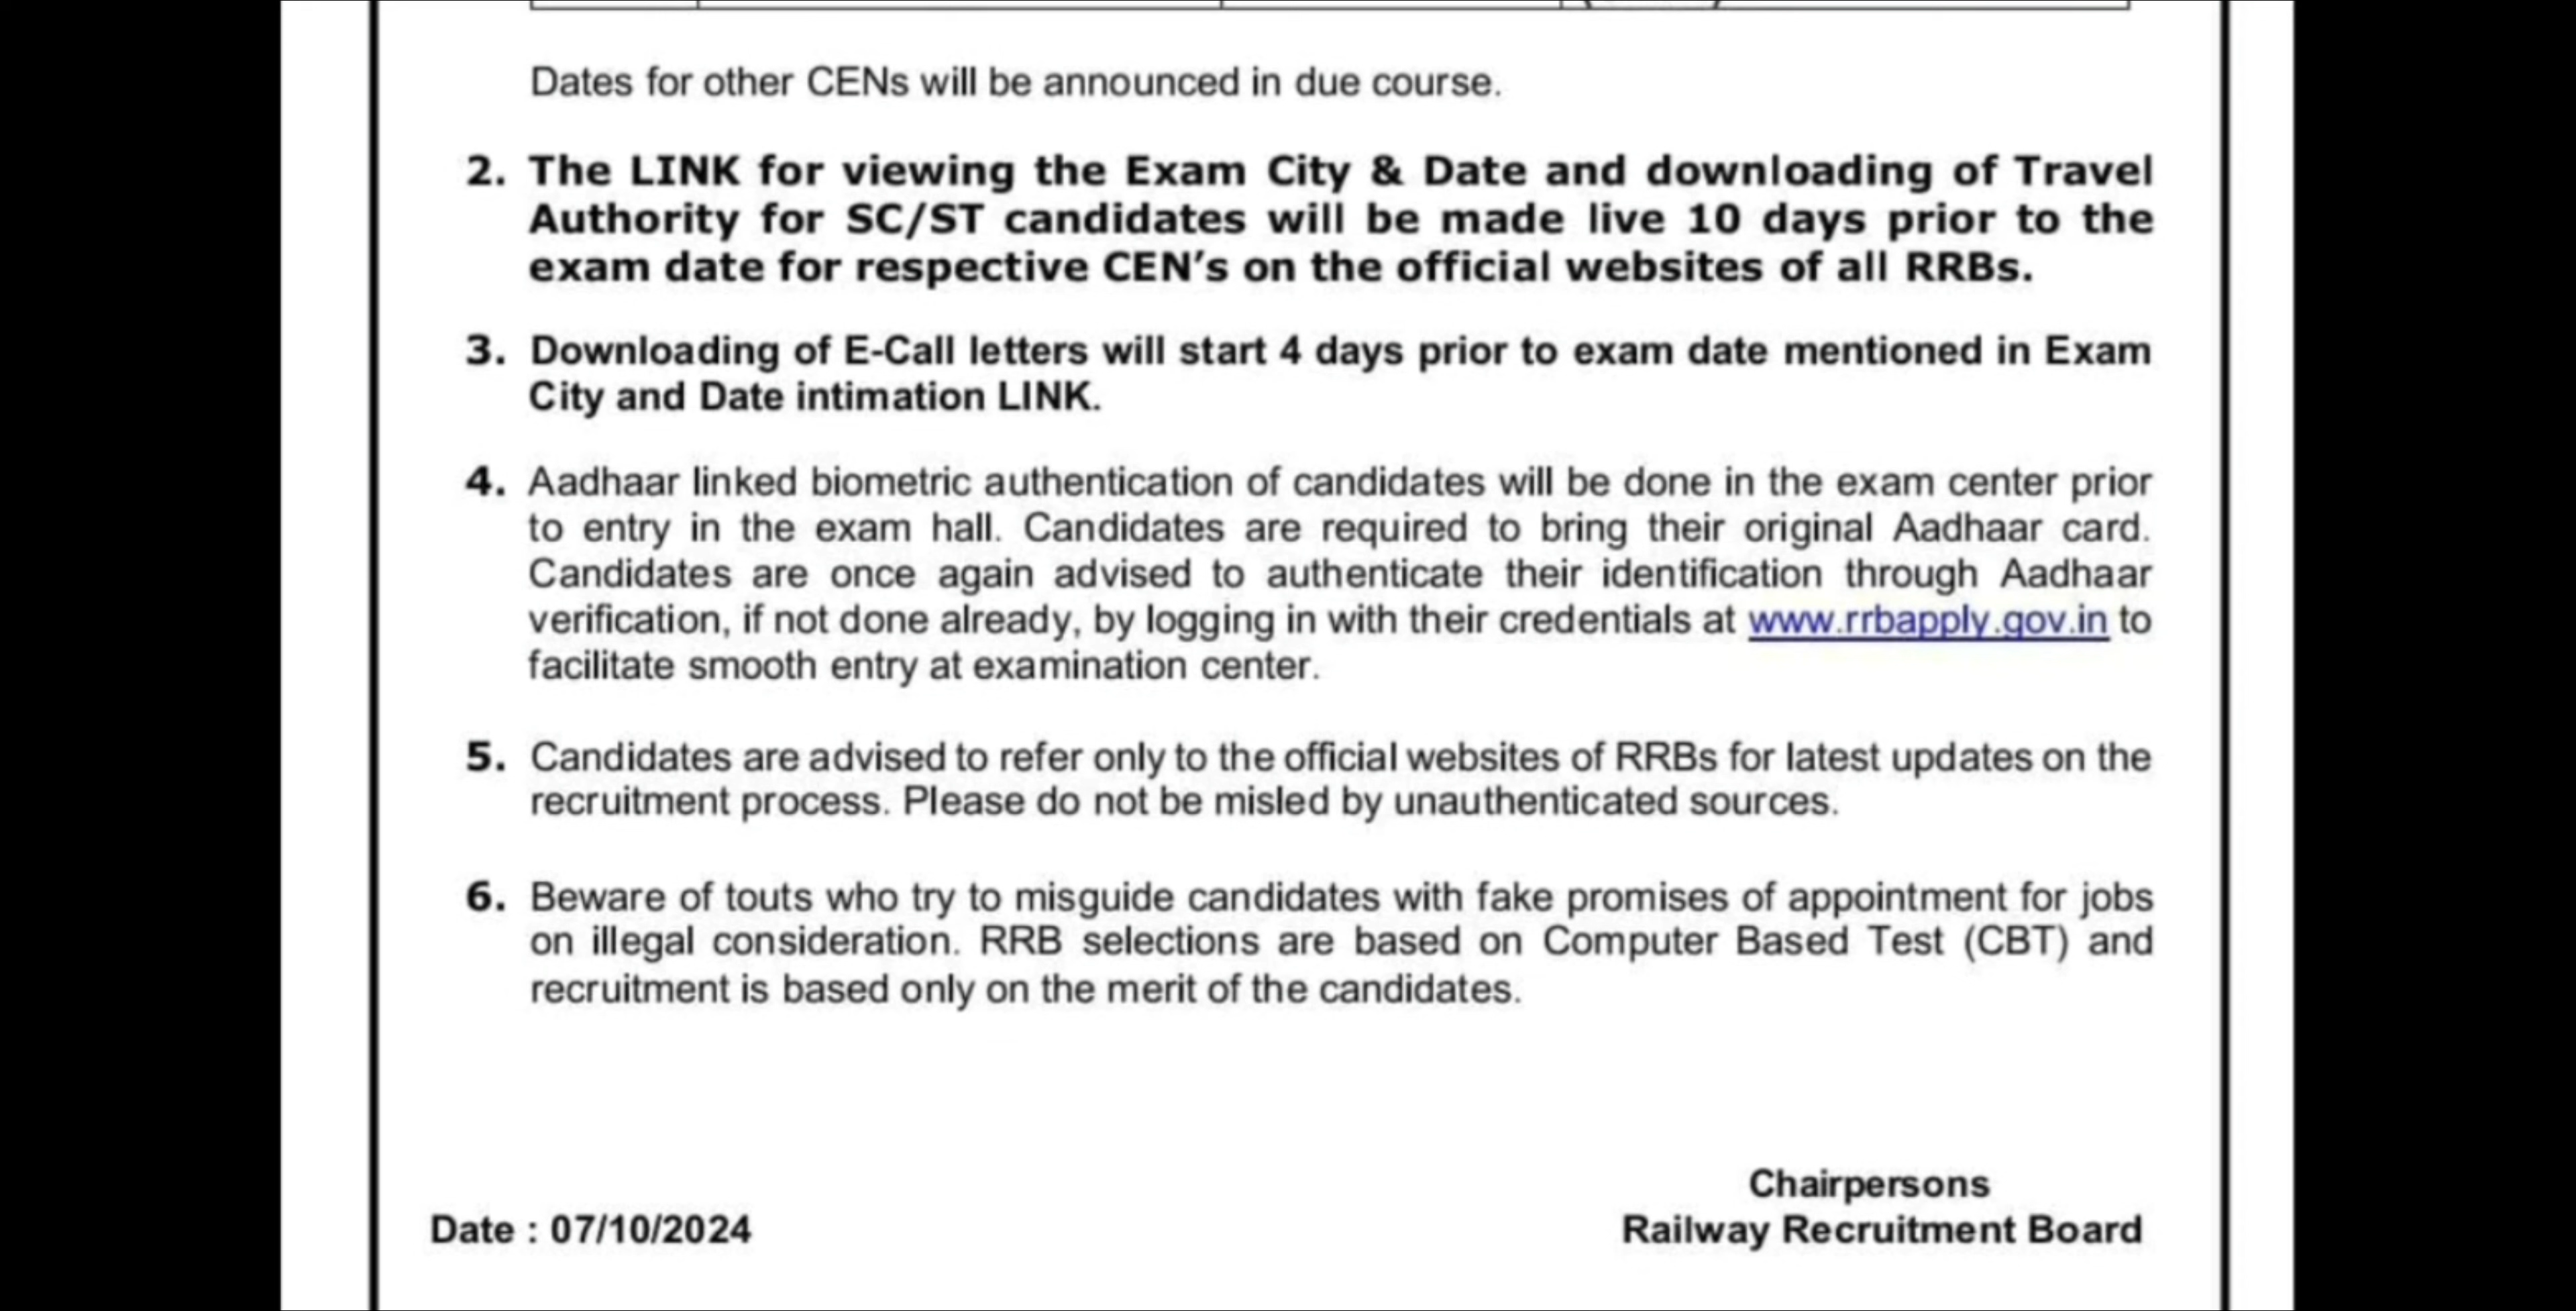 Dates for other CENs will be announced in due course.
2. The LINK for viewing the Exam City & Date and downloading of Travel
Authority for SC/ST candidates will be made live 10 days prior to the
exam date for respective CEN’s on the official websites of all RRBs.
3. Downloading of E-Call letters will start 4 days prior to exam date mentioned in Exam
City and Date intimation LINK.
4. Aadhaar linked biometric authentication of candidates will be done in the exam center prior
to entry in the exam hall. Candidates are required to bring their original Aadhaar card.
Candidates are once again advised to authenticate their identification through Aadhaar
verification, if not done already, by logging in with their credentials at www.rrbapply.gov.in to
facilitate smooth entry at examination center.
5. Candidates are advised to refer only to the official websites of RRBs for latest updates on the
recruitment process. Please do not be misled by unauthenticated sources.
6. Beware of touts who try to misguide candidates with fake promises of appointment for jobs
on illegal consideration. RRB selections are based on Computer Based Test (CBT) and
recruitment is based only on the merit of the candidates.
Chairpersons
Date : 07/10/2024 Railway Recruitment Board